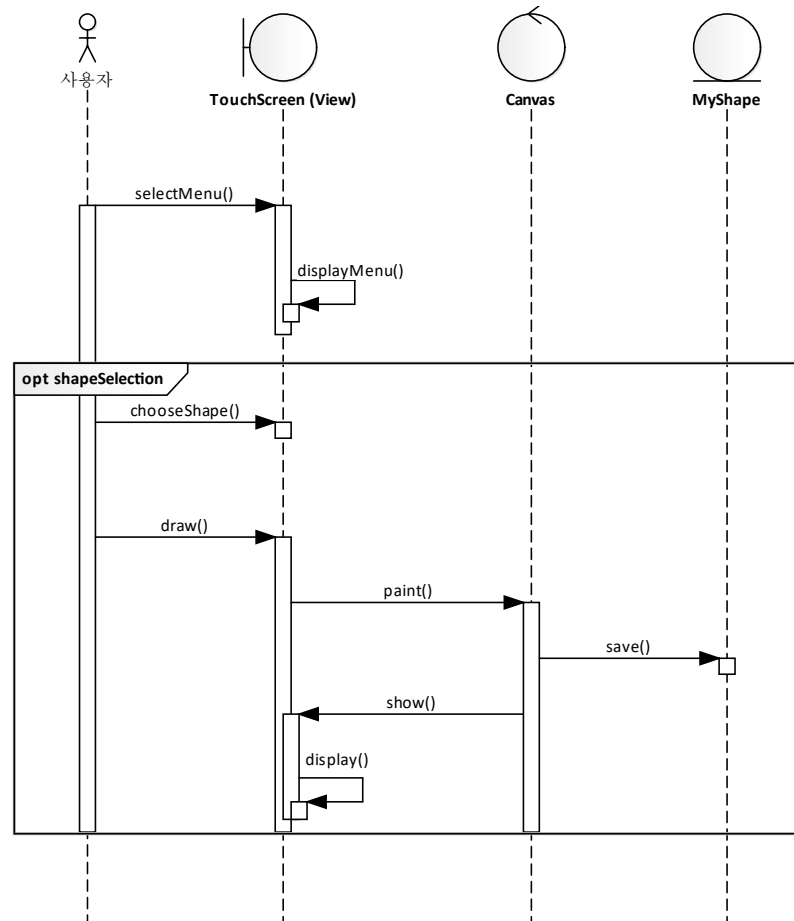 사용자
TouchScreen (View)
Canvas
MyShape
selectMenu()
displayMenu()
opt shapeSelection
chooseShape()
draw()
paint()
save()
show()
display()